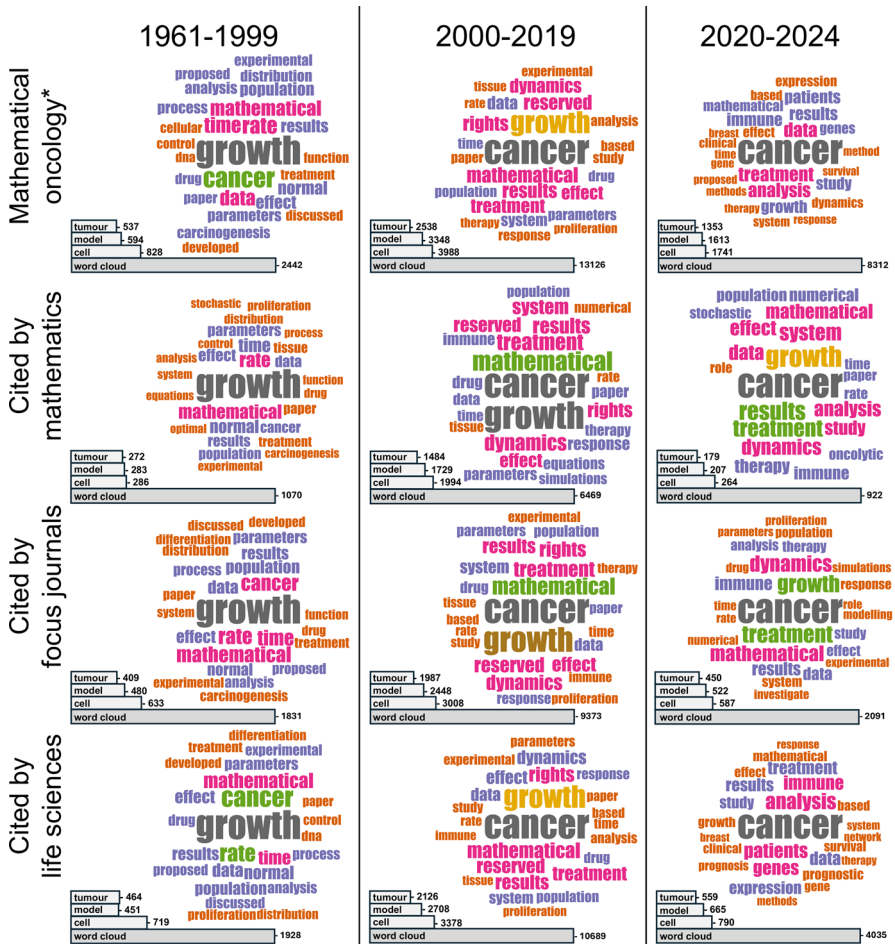 1961-1999
2000-2019
2020-2024
Mathematical
oncology*
experimental
proposed distribution
analysis population
process mathematical
cellular time rate results
control
dna growth function
drug cancer treatment
normal
paper data effect
parameters discussed
carcinogenesis
developed
tumour 537
model 594
cell 828
word cloud 2442
experimental
tissue dynamics
rate data reserved
rights growth analysis
time based
paper cancer study
mathematical drug
population results effect
treatment
therapy system parameters
response proliferation
tumour 2538
model 3348
cell 3988
word cloud 13126
expression
based patients
mathematical
immune results
breast effect data genes
clinical
time cancer method
gene
proposed treatment survival
methods analysis study
therapy growth dynamics
system response
tumour 1353
model 1613
cell 1741
word cloud 8312
Cited by
mathematics
stochastic proliferation
distribution
parameters process
control time tissue
analysis effect rate data
system
growth function
equations drug
mathematical paper
optimal normal cancer
results treatment
population carcinogenesis
experimental
tumour 272
model 283
cell 286
word cloud 1070
population
system numerical
reserved results
immune treatment
mathematical
drug cancer rate
data paper
time growth rights
tissue therapy
dynamics response
effect equations
parameters simulations
tumour 1484
model 1729
cell 1994
word cloud 6469
population numerical
stochastic mathematical
effect system
data growth time
role paper
cancer rate
results analysis
treatment study
dynamics oncolytic
therapy immune
tumour 179
model 207
cell 264
word cloud 922
Cited by
focus journals
discussed developed
differentiation parameters
distribution results
process population
data cancer
paper
system growth function
effect rate time drug
treatment
mathematical
normal proposed
experimental analysis
carcinogenesis
tumour 409
model 480
cell 633
word cloud 1831
experimental
parameters population
results rights
system treatment therapy
drug mathematical
tissue cancer paper
based
rate growth time
study data
reserved effect
dynamics immune
response proliferation
tumour 1987
model 2448
cell 3008
word cloud 9373
proliferation
parameters population
analysis therapy
drug dynamics simulations
immune growth response
time cancer role
rate modelling
numerical treatment study
mathematical effect
results data experimental
system
investigate
tumour 450
model 522
cell 587
word cloud 2091
Cited by
life sciences
differentiation
treatment experimental
developed parameters
mathematical
effect cancer paper
drug growth control
dna
results rate time process
proposed data normal
population analysis
discussed
proliferation distribution
tumour 464
model 451
cell 719
word cloud 1928
parameters
experimental dynamics
effect rights response
data growth paper
study based
rate cancer time
immune analysis
mathematical drug
reserved treatment
tissue results
system population
proliferation
tumour 2126
model 2708
cell 3378
word cloud 10689
response
mathematical
effect treatment
results immune
study analysis based
growth cancer system
breast network
clinical patients survival
data therapy
prognosis genes prognostic
expression gene
methods
tumour 559
model 665
cell 790
word cloud 4035